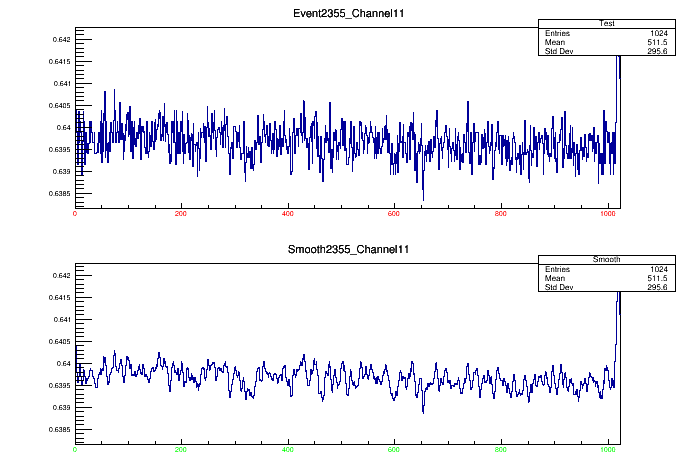 Event2355_Channel11
Test
Entries 1024
Mean 511.5
Std Dev 295.6
0.642
0.6415
0.641
0.6405
0.64
0.6395
0.639
0.6385
0 200 400 600 800 1000
Smooth2355_Channel11
Smooth
Entries 1024
Mean 511.5
Std Dev 295.6
0.642
0.6415
0.641
0.6405
0.64
0.6395
0.639
0.6385
0 200 400 600 800 1000